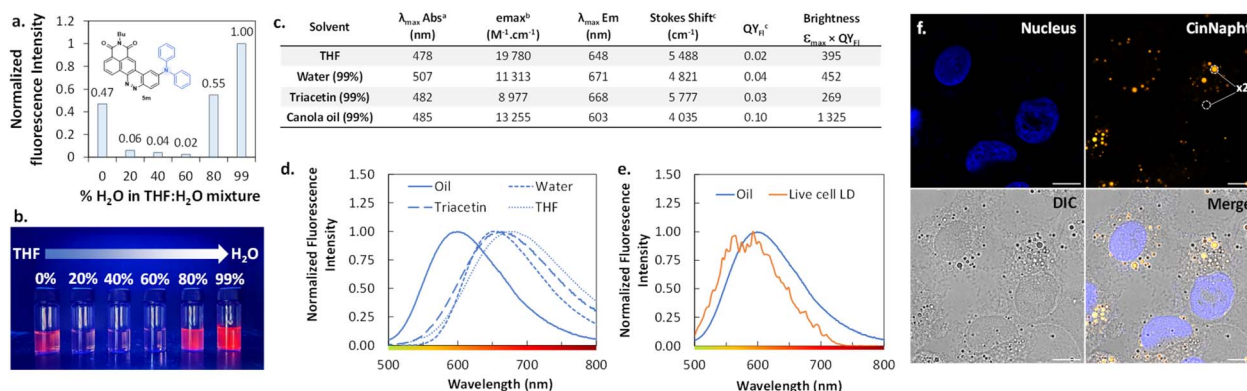 a.
Normalized
fluorescence Intensity
1.2
1
0.8
0.6
0.4
0.2
0
0.47
0.06
0.04
0.02
0.55
1.00
0 20 40 60 80 99
% H₂O in THF:H₂O mixture
Bu
N
O
O
N
N
N
5m
b.
THF
H₂O
0% 20% 40% 60% 80% 99%
c.
Solvent λmax Absᵃ (nm) emaxᵇ (M⁻¹.cm⁻¹) λmax Em (nm) Stokes Shiftᶜ (cm⁻¹) QYFlᶜ Brightness εmax × QYFl
THF 478 19 780 648 5 488 0.02 395
Water (99%) 507 11 313 671 4 821 0.04 452
Triacetin (99%) 482 8 977 668 5 777 0.03 269
Canola oil (99%) 485 13 255 603 4 035 0.10 1 325
d.
Normalized Fluorescence
Intensity
1.50
1.25
1.00
0.75
0.50
0.25
0.00
Oil
Water
Triacetin
THF
500 600 700 800
Wavelength (nm)
e.
Normalized Fluorescence
Intensity
1.50
1.25
1.00
0.75
0.50
0.25
0.00
Oil
Live cell LD
500 600 700 800
Wavelength (nm)
f.
Nucleus
CinNapht
x2
DIC
Merge